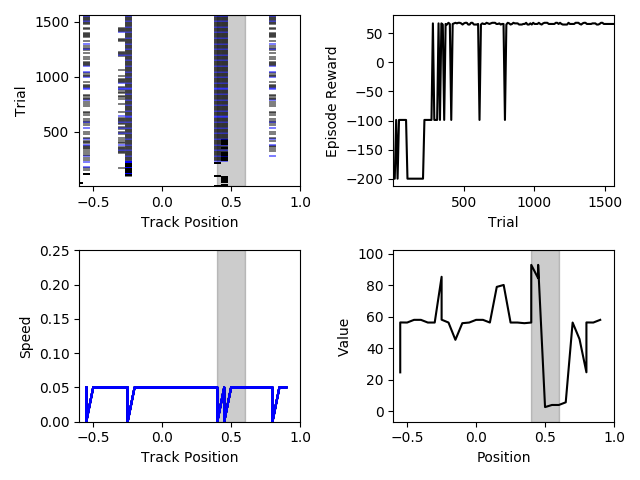 1500
1000
500
Trial
−0.5 0.0 0.5 1.0
Track Position
50
0
−50
−100
−150
−200
Episode Reward
500 1000 1500
Trial
0.25
0.20
0.15
0.10
0.05
0.00
Speed
−0.5 0.0 0.5 1.0
Track Position
100
80
60
40
20
0
Value
−0.5 0.0 0.5 1.0
Position